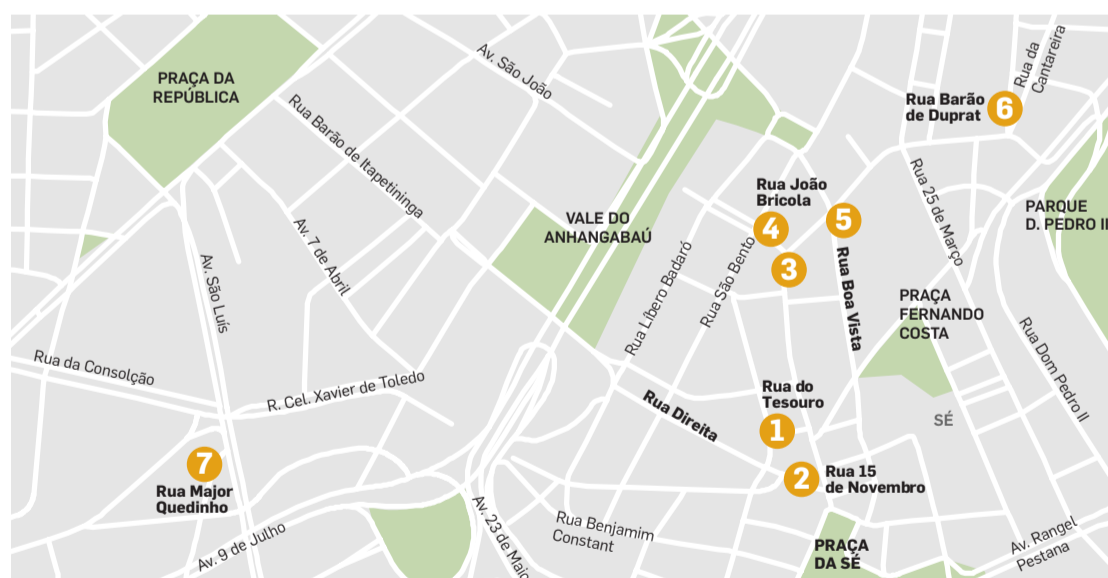 PRAÇA DA
REPÚBLICA
Av. São João
Rua Barão de Itapetininga
Rua Barão
de Duprat
6
Rua da
Cantareira
Rua João
Bricola
4
5
3
VALE DO
ANHANGABAÚ
Rua 25 de Março
PARQUE
D. PEDRO II
Av. 7 de Abril
Av. São Luís
Rua Líbero Badaró
Rua São Bento
Rua Boa Vista
PRAÇA
FERNANDO
COSTA
Rua Dom Pedro II
Rua da Consolção
R. Cel. Xavier de Toledo
Rua Direita
Rua do
Tesouro
1
SÉ
7
Rua Major
Quedinho
2
Rua 15
de Novembro
Av. 9 de Julho
Av. 23 de Maio
Rua Benjamim
Constant
PRAÇA
DA SÉ
Av. Rangel
Pestana